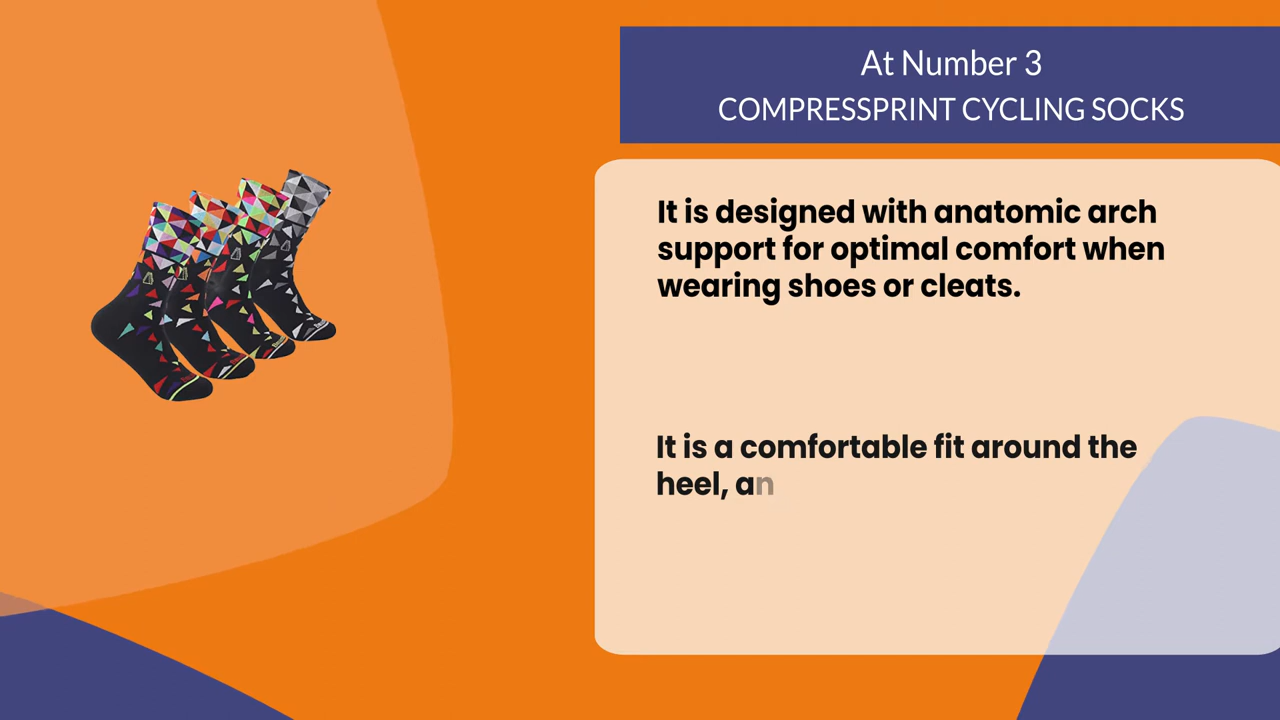 At Number 3
COMPRESSPRINT CYCLING SOCKS
It is designed with anatomic arch
support for optimal comfort when
wearing shoes or cleats.
It is a comfortable fit around the
heel, an